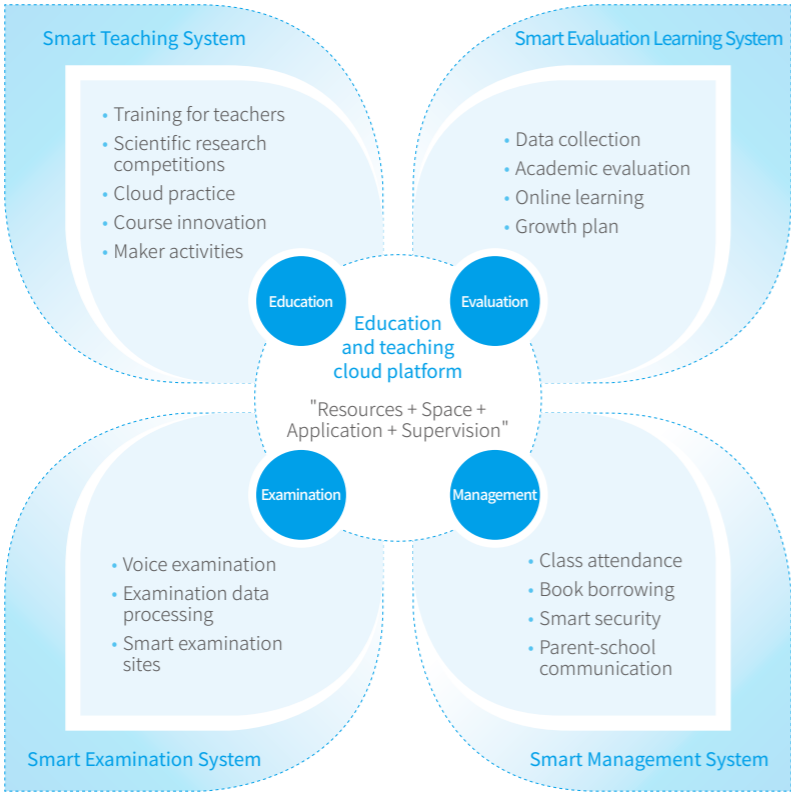 Smart Teaching System
• Training for teachers
• Scientific research
competitions
• Cloud practice
• Course innovation
• Maker activities
Smart Evaluation Learning System
• Data collection
• Academic evaluation
• Online learning
• Growth plan
Education
Evaluation
Education
and teaching
cloud platform
"Resources + Space +
Application + Supervision"
Examination
Management
• Voice examination
• Examination data
processing
• Smart examination
sites
Smart Examination System
• Class attendance
• Book borrowing
• Smart security
• Parent-school
communication
Smart Management System